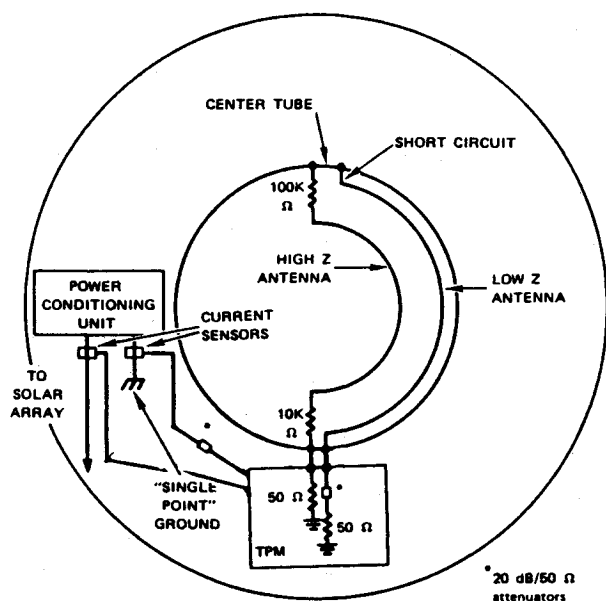 CENTER TUBE
SHORT CIRCUIT
100K
Ω
HIGH Z
ANTENNA
LOW Z
ANTENNA
POWER
CONDITIONING
UNIT
CURRENT
SENSORS
TO
SOLAR
ARRAY
10K
Ω
*
"SINGLE
POINT"
GROUND
50 Ω
*
50 Ω
TPM
* 20 dB/50 Ω
attenuators